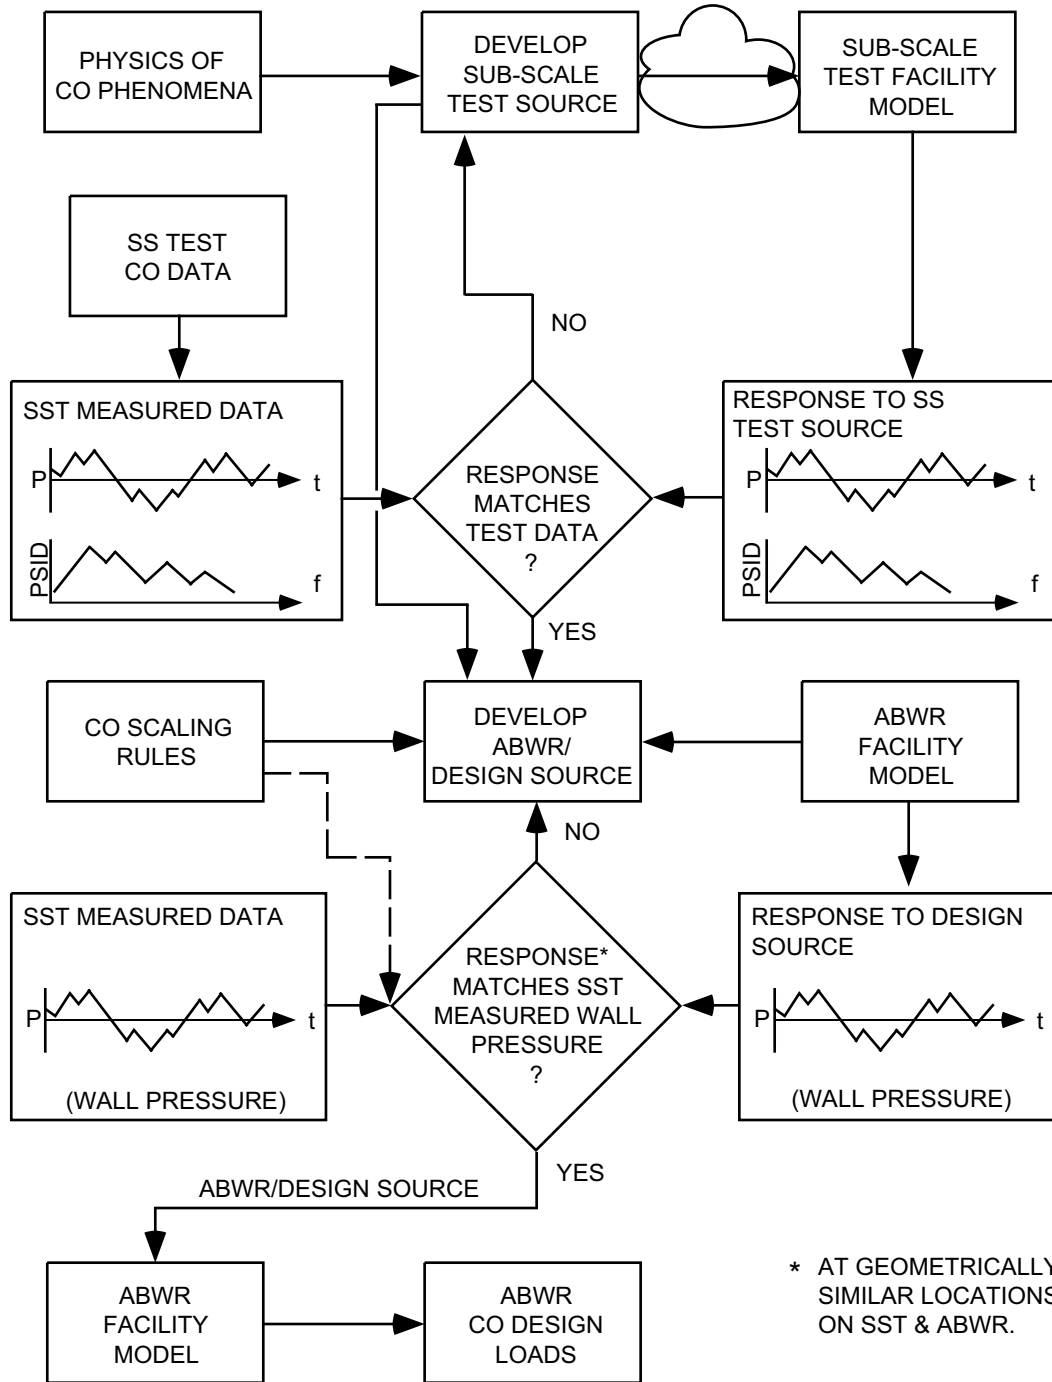 PHYSICS OF
CO PHENOMENA
DEVELOP
SUB-SCALE
TEST SOURCE
SUB-SCALE
TEST FACILITY
MODEL
SS TEST
CO DATA
NO
SST MEASURED DATA
P
t
PSID
f
RESPONSE
MATCHES
TEST DATA
?
RESPONSE TO SS
TEST SOURCE
P
t
PSID
f
YES
CO SCALING
RULES
DEVELOP
ABWR/
DESIGN SOURCE
ABWR
FACILITY
MODEL
NO
SST MEASURED DATA
P
t
(WALL PRESSURE)
RESPONSE*
MATCHES SST
MEASURED WALL
PRESSURE
?
RESPONSE TO DESIGN
SOURCE
P
t
(WALL PRESSURE)
YES
ABWR/DESIGN SOURCE
ABWR
FACILITY
MODEL
ABWR
CO DESIGN
LOADS
* AT GEOMETRICALLY
SIMILAR LOCATIONS
ON SST & ABWR.